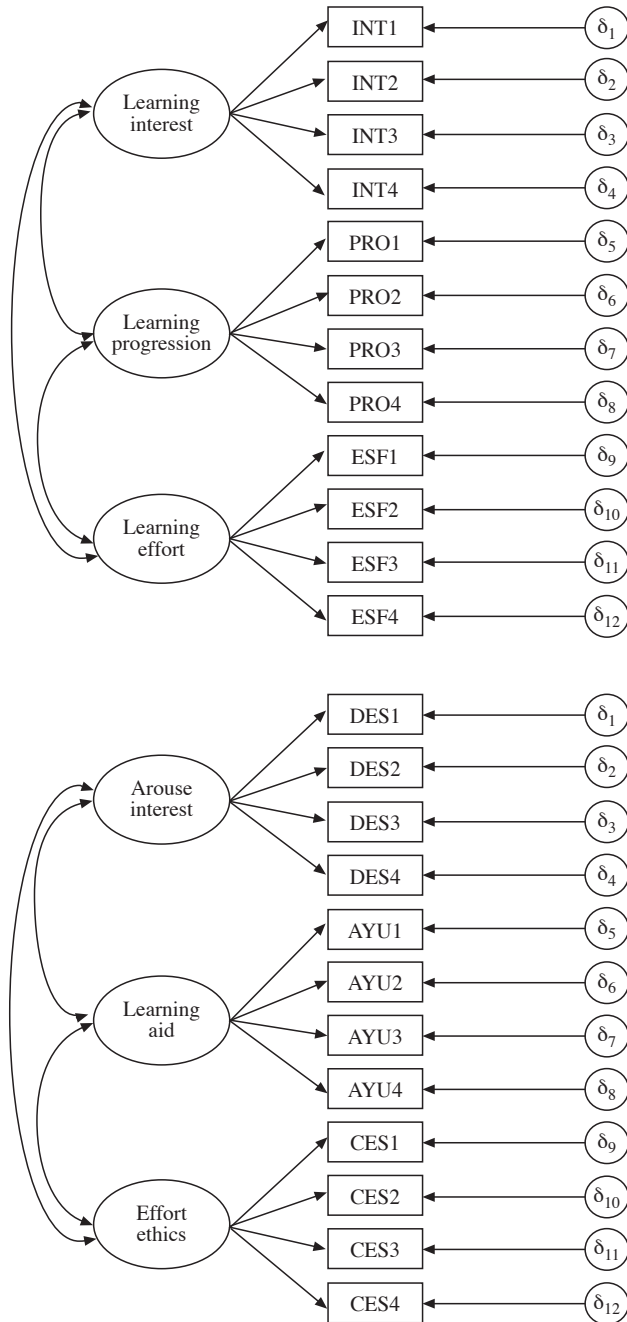 INT1 δ1
INT2 δ2
Learning
interest
INT3 δ3
INT4 δ4
PRO1 δ5
PRO2 δ6
Learning
progression
PRO3 δ7
PRO4 δ8
ESF1 δ9
ESF2 δ10
Learning
effort
ESF3 δ11
ESF4 δ12
DES1 δ1
DES2 δ2
Arouse
interest
DES3 δ3
DES4 δ4
AYU1 δ5
AYU2 δ6
Learning
aid
AYU3 δ7
AYU4 δ8
CES1 δ9
CES2 δ10
Effort
ethics
CES3 δ11
CES4 δ12